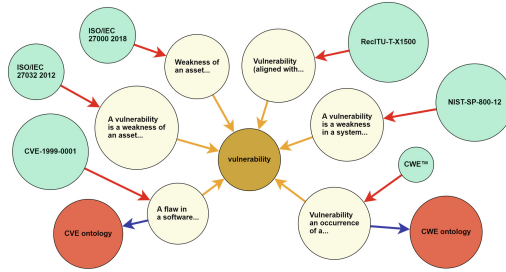 ISO/IEC
27000 2018
RecITU-T-X1500
Weakness of
an asset...
Vulnerability
(aligned with...
ISO/IEC
27032 2012
NIST-SP-800-12
A vulnerability
is a weakness of
an asset...
A vulnerability
is a weakness
in a system...
CVE-1999-0001
vulnerability
CWE™
A flaw in
a software...
Vulnerability
an occurrence
of a...
CVE ontology
CWE ontology